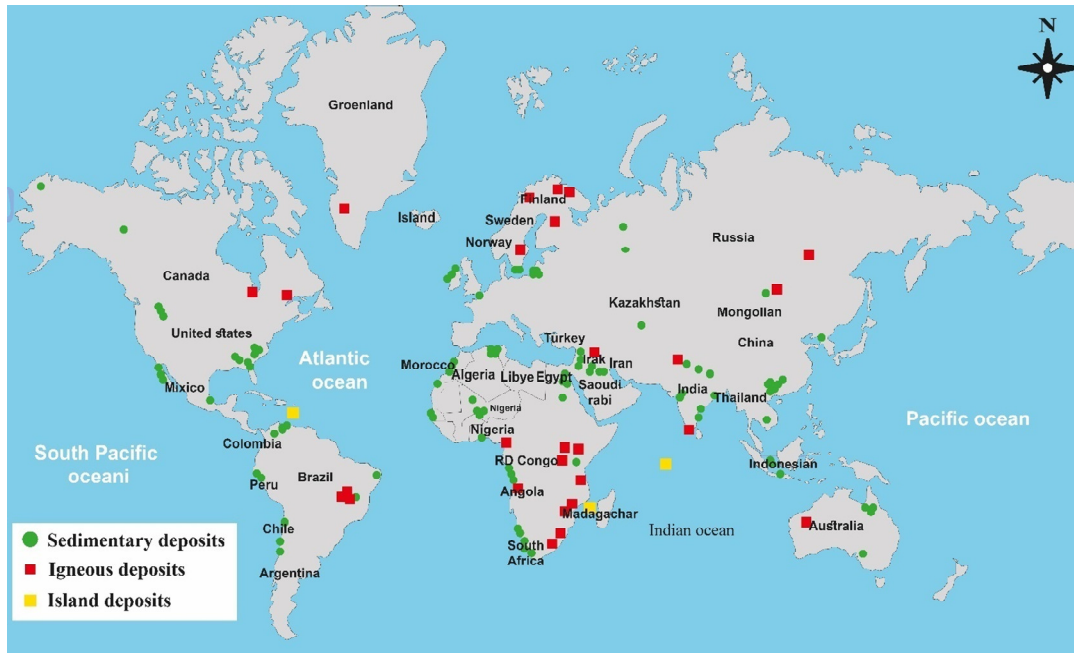 N
Groenland
Island
Finland
Sweden
Norway
Russia
Canada
Kazakhstan
Mongolian
United states
Turkey
China
Atlantic
ocean
Morocco
Algeria
Libye
Egypt
Irak
Iran
Saoudi
rabi
India
Thailand
Mixico
Nigeria
Nigeria
Pacific ocean
Colombia
South Pacific
oceani
RD Congo
Indonesian
Brazil
Peru
Angola
Madagachar
Indian ocean
Australia
Chile
South
Africa
Argentina
Sedimentary deposits
Igneous deposits
Island deposits